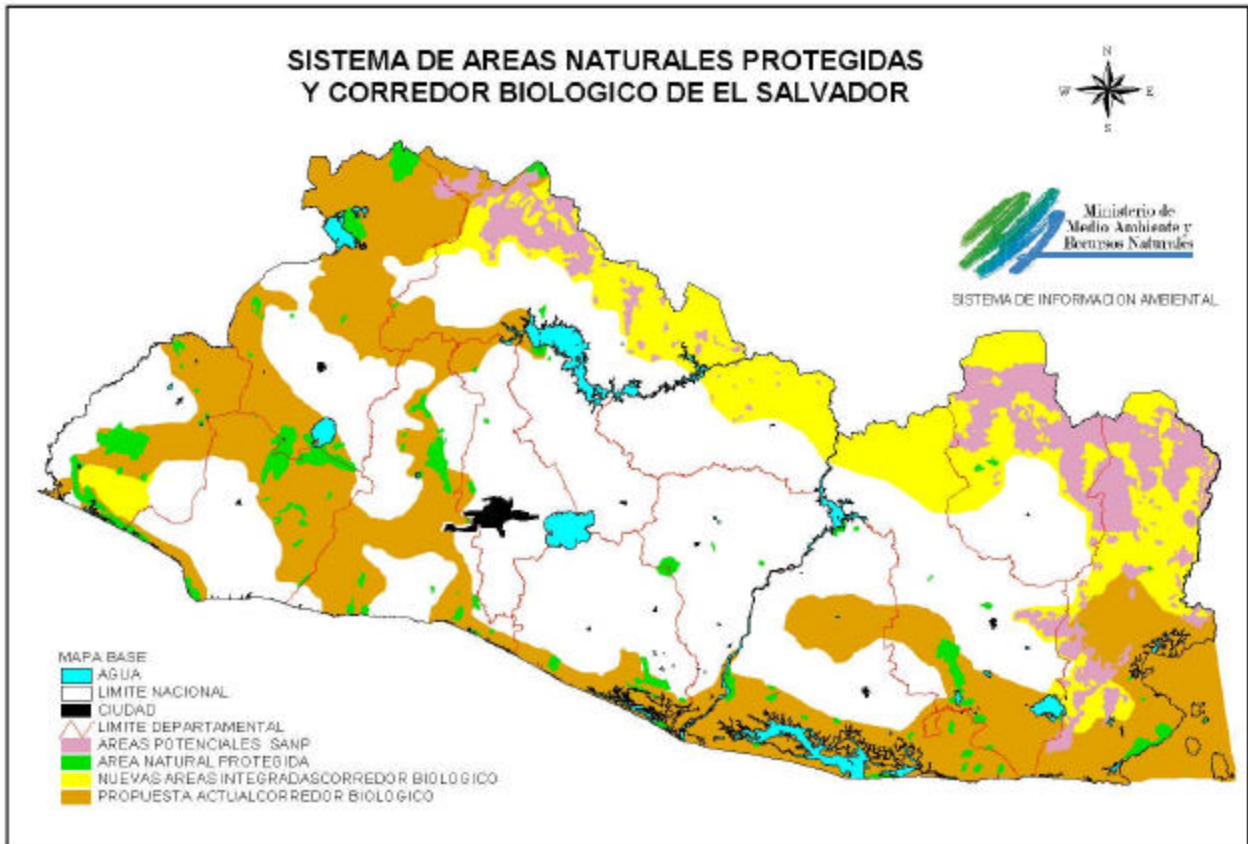 SISTEMA DE AREAS NATURALES PROTEGIDAS
Y CORREDOR BIOLOGICO DE EL SALVADOR
N
W E
S
Ministerio de
Medio Ambiente y
Recursos Naturales
SISTEMA DE INFORMACION AMBIENTAL
MAPA BASE
AGUA
LIMITE NACIONAL
CIUDAD
LIMITE DEPARTAMENTAL
AREAS POTENCIALES SANP
AREA NATURAL PROTEGIDA
NUEVAS AREAS INTEGRADASCORREDOR BIOLOGICO
PROPUESTA ACTUALCORREDOR BIOLOGICO